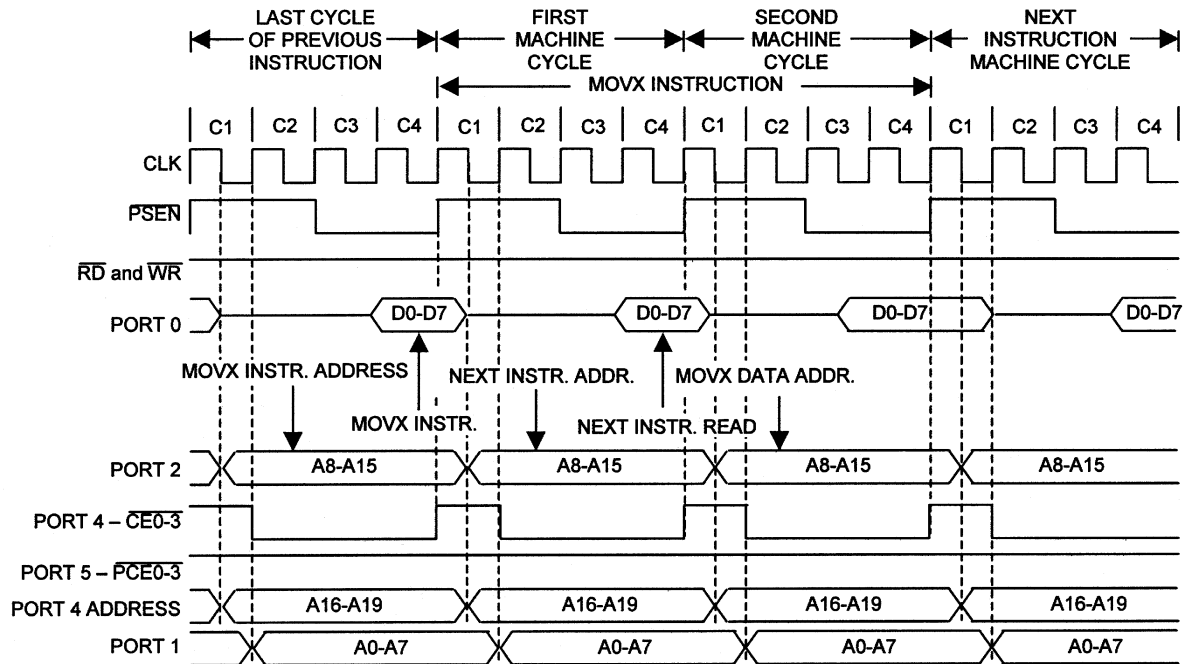 LAST CYCLE
OF PREVIOUS
INSTRUCTION
FIRST
MACHINE
CYCLE
SECOND
MACHINE
CYCLE
NEXT
INSTRUCTION
MACHINE CYCLE
MOVX INSTRUCTION
C1 C2 C3 C4 C1 C2 C3 C4 C1 C2 C3 C4 C1 C2 C3 C4
CLK
PSEN
RD and WR
PORT 0 D0-D7 D0-D7 D0-D7 D0-D7
MOVX INSTR. ADDRESS NEXT INSTR. ADDR. MOVX DATA ADDR.
MOVX INSTR. NEXT INSTR. READ
PORT 2 A8-A15 A8-A15 A8-A15 A8-A15
PORT 4 – CE0-3
PORT 5 – PCE0-3
PORT 4 ADDRESS A16-A19 A16-A19 A16-A19 A16-A19
PORT 1 A0-A7 A0-A7 A0-A7 A0-A7